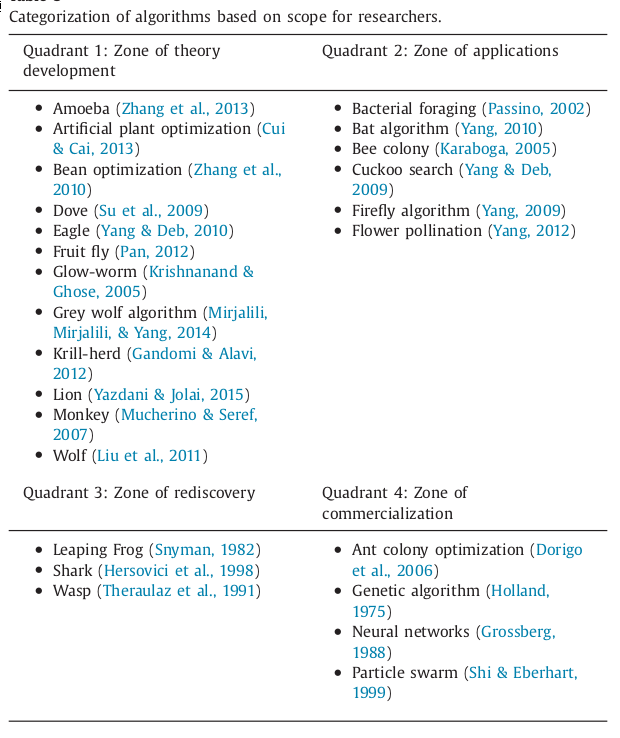 Categorization of algorithms based on scope for researchers.
Quadrant 1: Zone of theory
development
Quadrant 2: Zone of applications
• Amoeba (Zhang et al., 2013)
• Artificial plant optimization (Cui
& Cai, 2013)
• Bean optimization (Zhang et al.,
2010)
• Dove (Su et al., 2009)
• Eagle (Yang & Deb, 2010)
• Fruit fly (Pan, 2012)
• Glow-worm (Krishnanand &
Ghose, 2005)
• Grey wolf algorithm (Mirjalili,
Mirjalili, & Yang, 2014)
• Krill-herd (Gandomi & Alavi,
2012)
• Lion (Yazdani & Jolai, 2015)
• Monkey (Mucherino & Seref,
2007)
• Wolf (Liu et al., 2011)
• Bacterial foraging (Passino, 2002)
• Bat algorithm (Yang, 2010)
• Bee colony (Karaboga, 2005)
• Cuckoo search (Yang & Deb,
2009)
• Firefly algorithm (Yang, 2009)
• Flower pollination (Yang, 2012)
Quadrant 3: Zone of rediscovery
Quadrant 4: Zone of
commercialization
• Leaping Frog (Snyman, 1982)
• Shark (Hersovici et al., 1998)
• Wasp (Theraulaz et al., 1991)
• Ant colony optimization (Dorigo
et al., 2006)
• Genetic algorithm (Holland,
1975)
• Neural networks (Grossberg,
1988)
• Particle swarm (Shi & Eberhart,
1999)